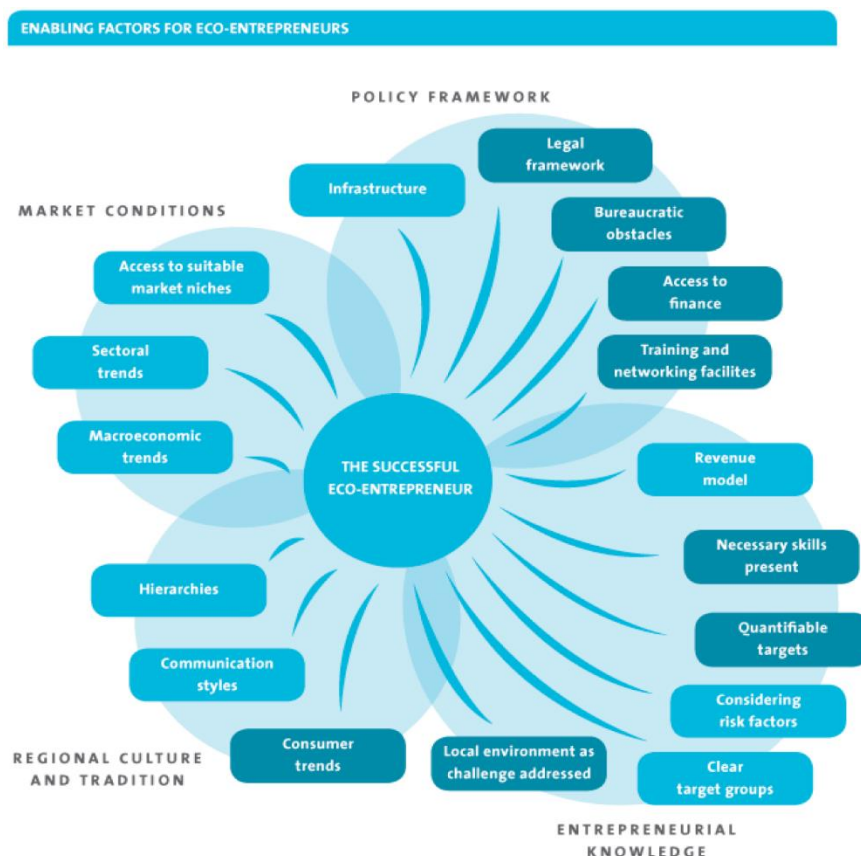 ENABLING FACTORS FOR ECO-ENTREPRENEURS
POLICY FRAMEWORK
Legal
framework
Infrastructure
MARKET CONDITIONS
Bureaucratic
obstacles
Access to suitable
market niches
Access to
finance
Sectoral
trends
Training and
networking facilites
Macroeconomic
trends
THE SUCCESSFUL
ECO-ENTREPRENEUR
Revenue
model
Necessary skills
present
Hierarchies
Quantifiable
targets
Communication
styles
Considering
risk factors
REGIONAL CULTURE
AND TRADITION
Consumer
trends
Local environment as
challenge addressed
Clear
target groups
ENTREPRENEURIAL
KNOWLEDGE